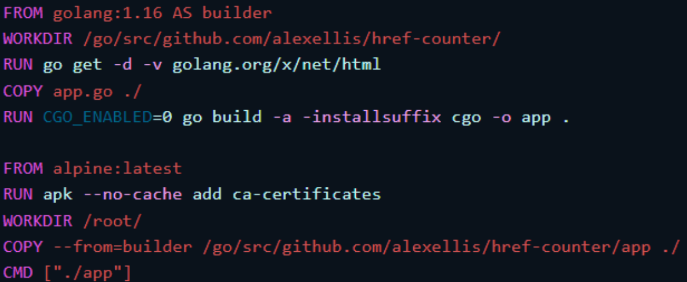 FROM golang:1.16 AS builder
WORKDIR /go/src/github.com/alexellis/href-counter/
RUN go get -d -v golang.org/x/net/html
COPY app.go ./
RUN CGO_ENABLED=0 go build -a -installsuffix cgo -o app .

FROM alpine:latest
RUN apk --no-cache add ca-certificates
WORKDIR /root/
COPY --from=builder /go/src/github.com/alexellis/href-counter/app ./
CMD ["./app"]